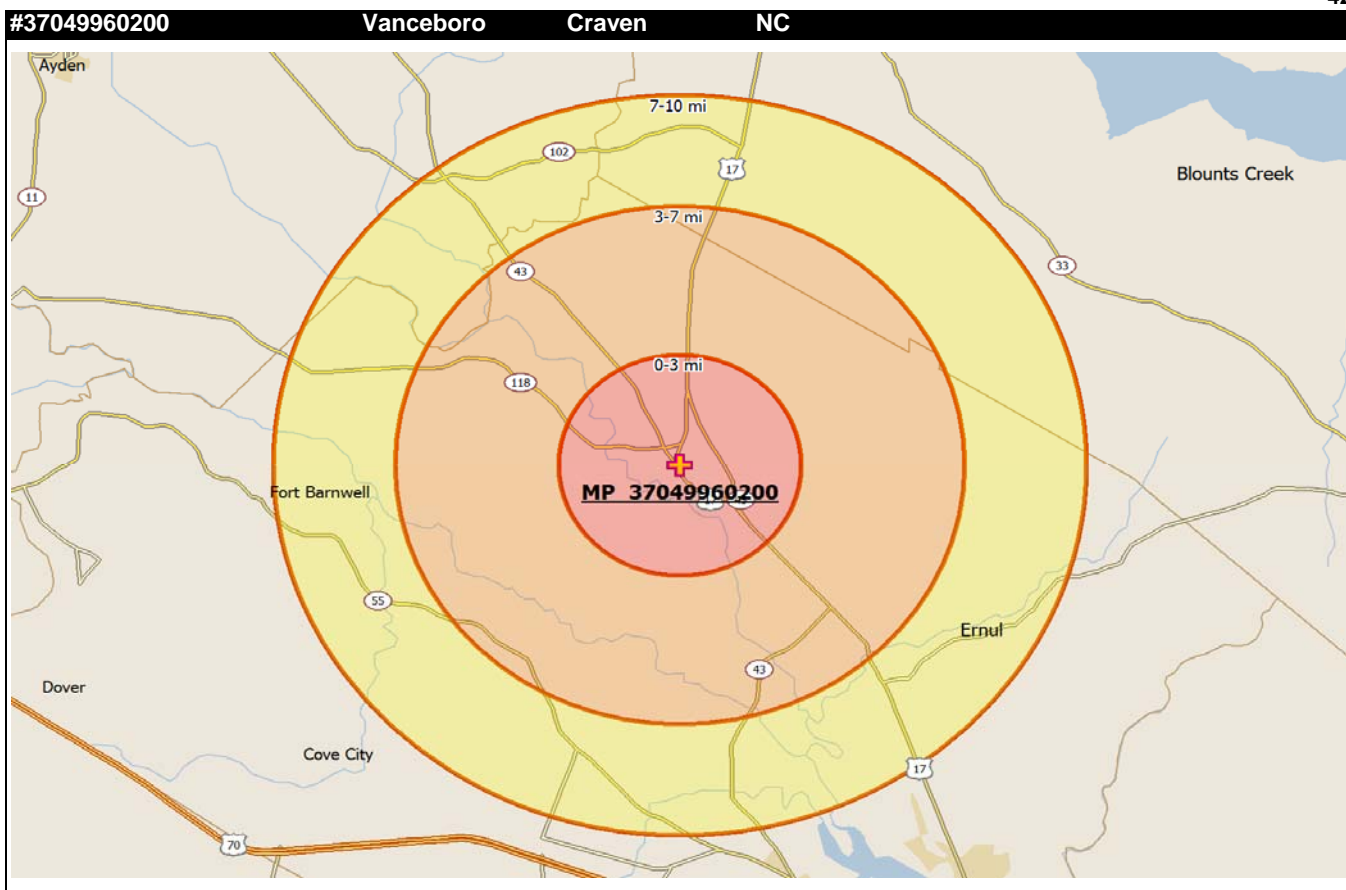 #37049960200 Vanceboro Craven NC
Ayden
7-10 mi
102
17
Blounts Creek
11
3-7 mi
33
43
0-3 mi
118
MP 37049960200
Fort Barnwell
55
Ernul
43
Dover
Cove City
17
70